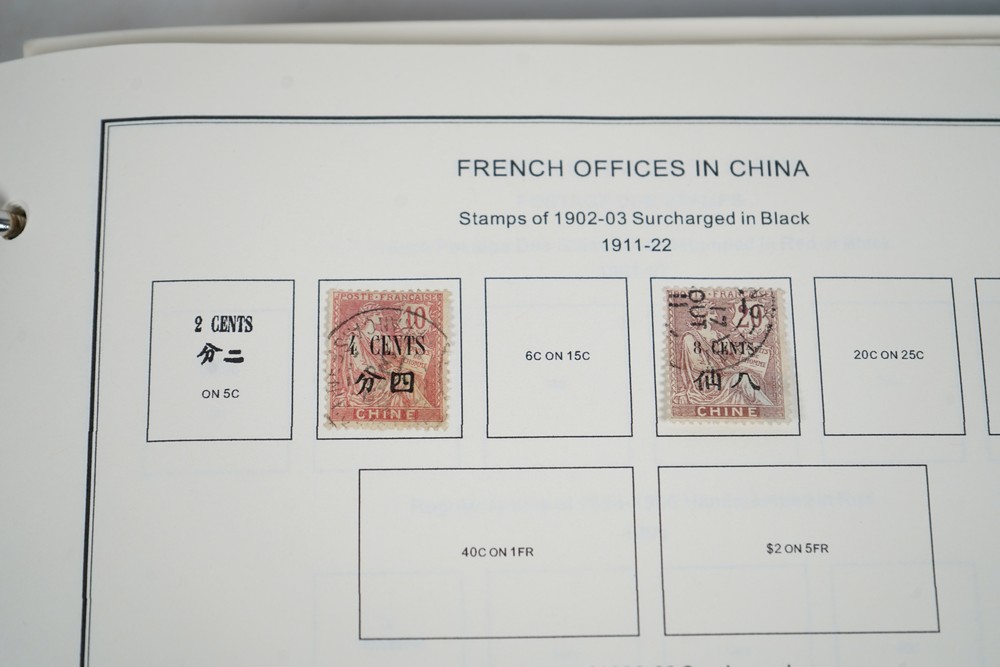 FRENCH OFFICES IN CHINA
Stamps of 1902-03 Surcharged in Black
1911-22
2 CENTS
分二
ON 5C
POSTE FRANÇAISE
10
4 CENTS
分四
CHINE
6C ON 15C
20
8 CENTS
仙八
CHINE
20C ON 25C
40C ON 1FR
$2 ON 5FR